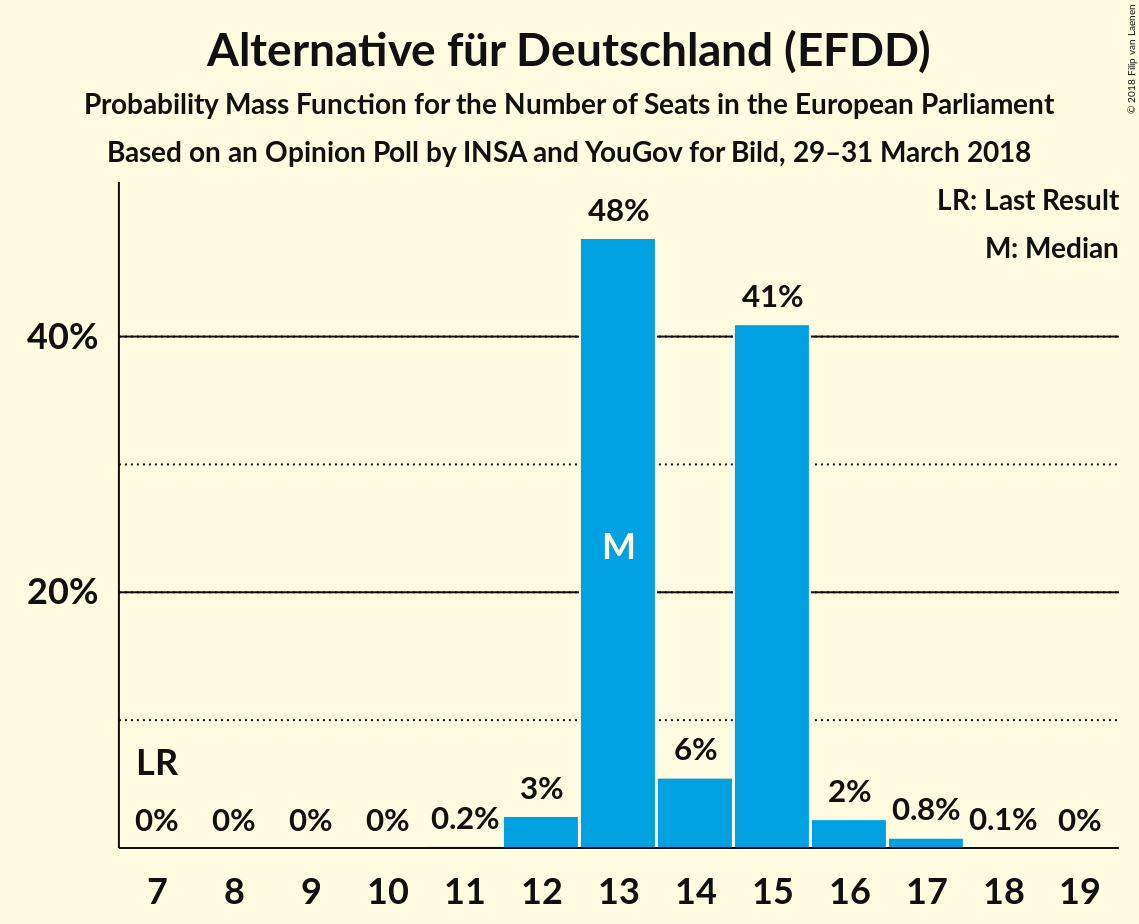 Alternative für Deutschland (EFDD)
Probability Mass Function for the Number of Seats in the European Parliament
Based on an Opinion Poll by INSA and YouGov for Bild, 29–31 March 2018
© 2018 Filip van Laenen
LR: Last Result
M: Median
48%
41%
40%
M
20%
LR
6%
3%
2%
0%
0%
0%
0%
0.2%
0.8%
0.1%
0%
7 8 9 10 11 12 13 14 15 16 17 18 19